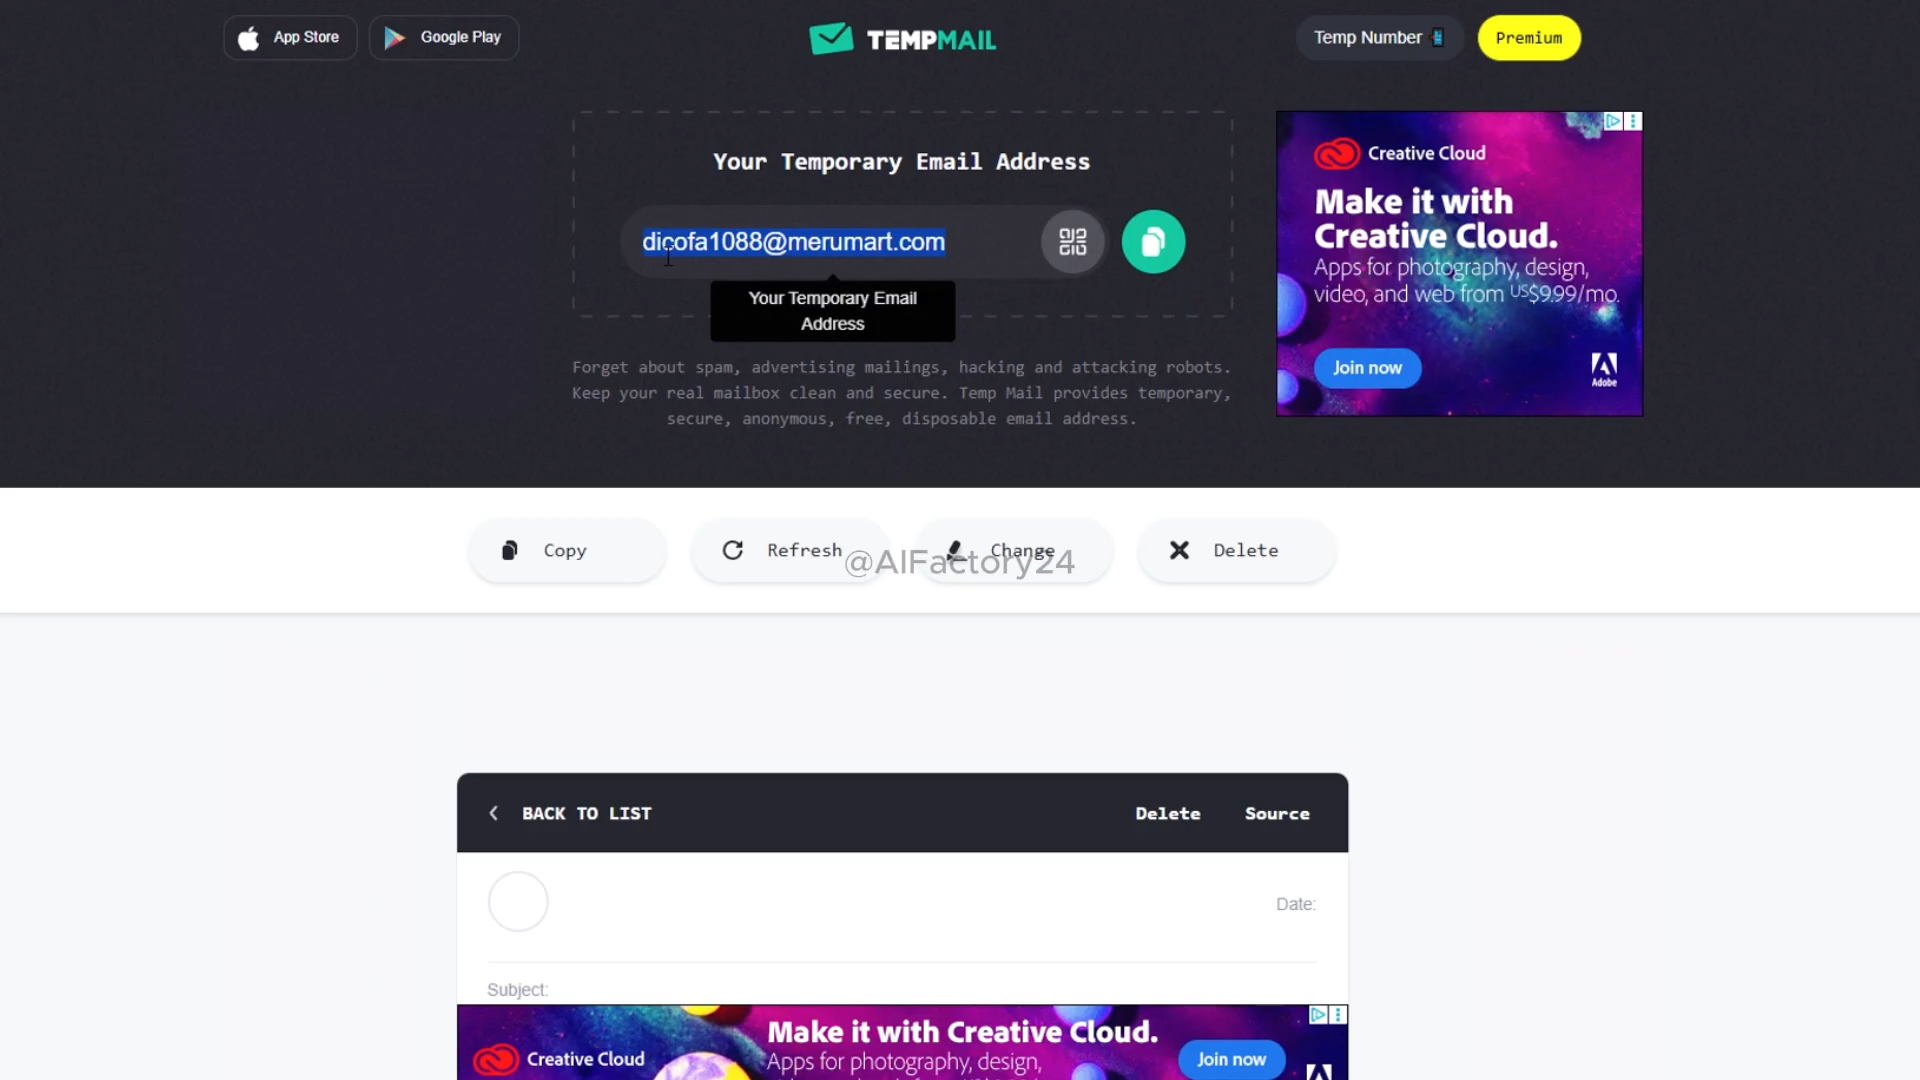 App Store
Google Play
TEMPMAIL
Temp Number
Premium
Your Temporary Email Address
dicofa1088@merumart.com
Your Temporary Email
Address
Forget about spam, advertising mailings, hacking and attacking robots.
Keep your real mailbox clean and secure. Temp Mail provides temporary,
secure, anonymous, free, disposable email address.
Creative Cloud
Make it with
Creative Cloud.
Apps for photography, design,
video, and web from US$9.99/mo.
Join now
Adobe
Copy
Refresh
Change
Delete
@AIFactory24
BACK TO LIST
Delete
Source
Date:
Subject:
Creative Cloud
Make it with Creative Cloud.
Apps for photography, design,
Join now